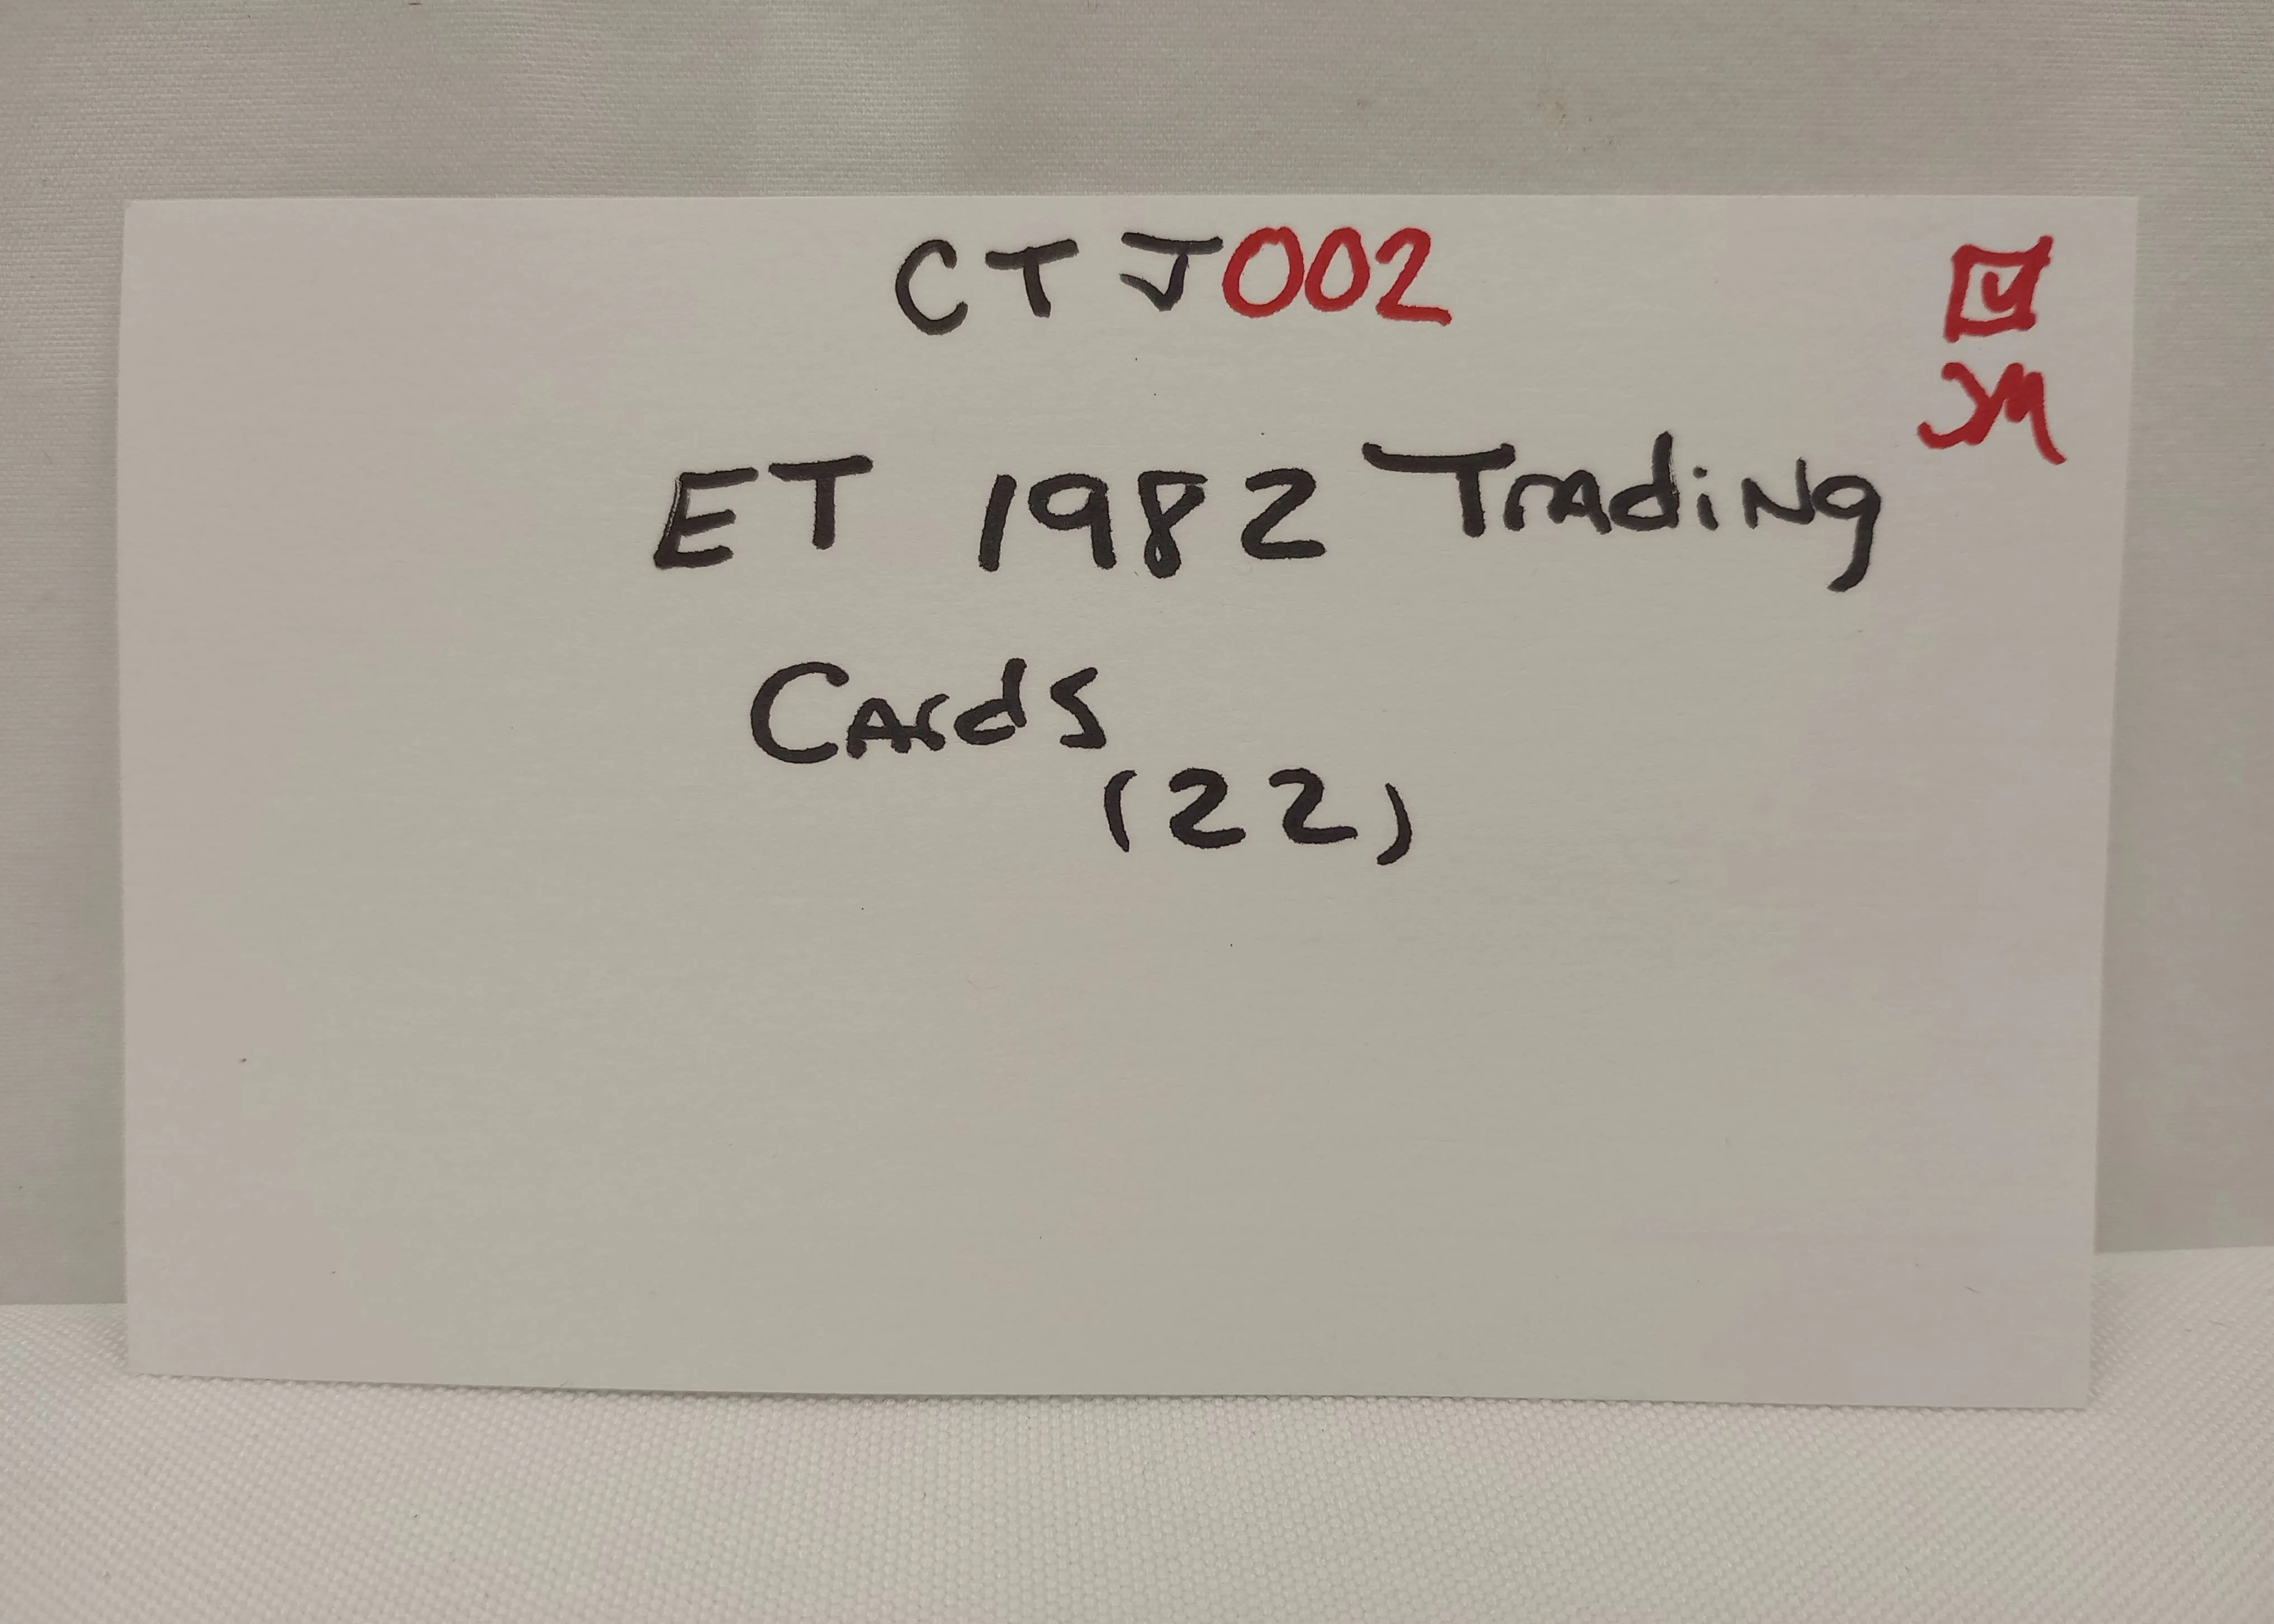 CTJ002
ET 1982 Trading
Cards
(22)